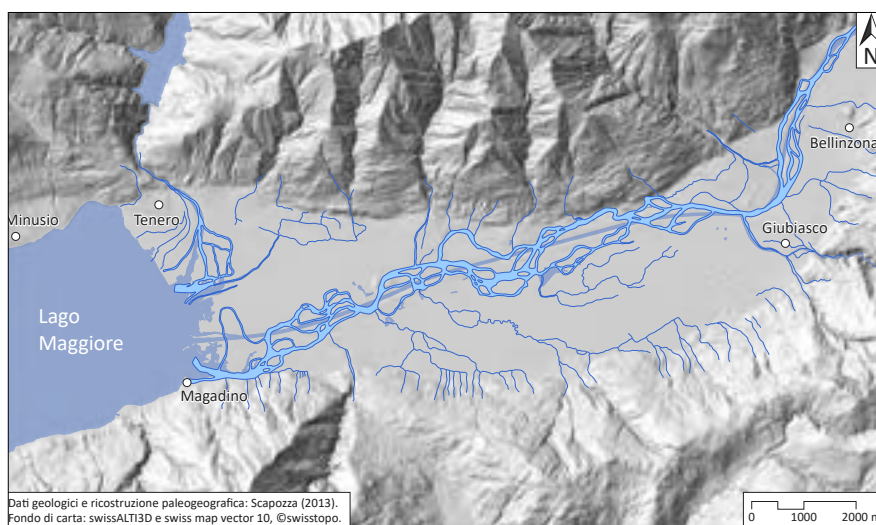 N
Bellinzona
Minusio
Tenero
Giubiasco
Lago
Maggiore
Magadino
Dati geologici e ricostruzione paleogeografica: Scapozza (2013).
Fondo di carta: swissALTI3D e swiss map vector 10, ©swisstopo.
0 1000 2000 m